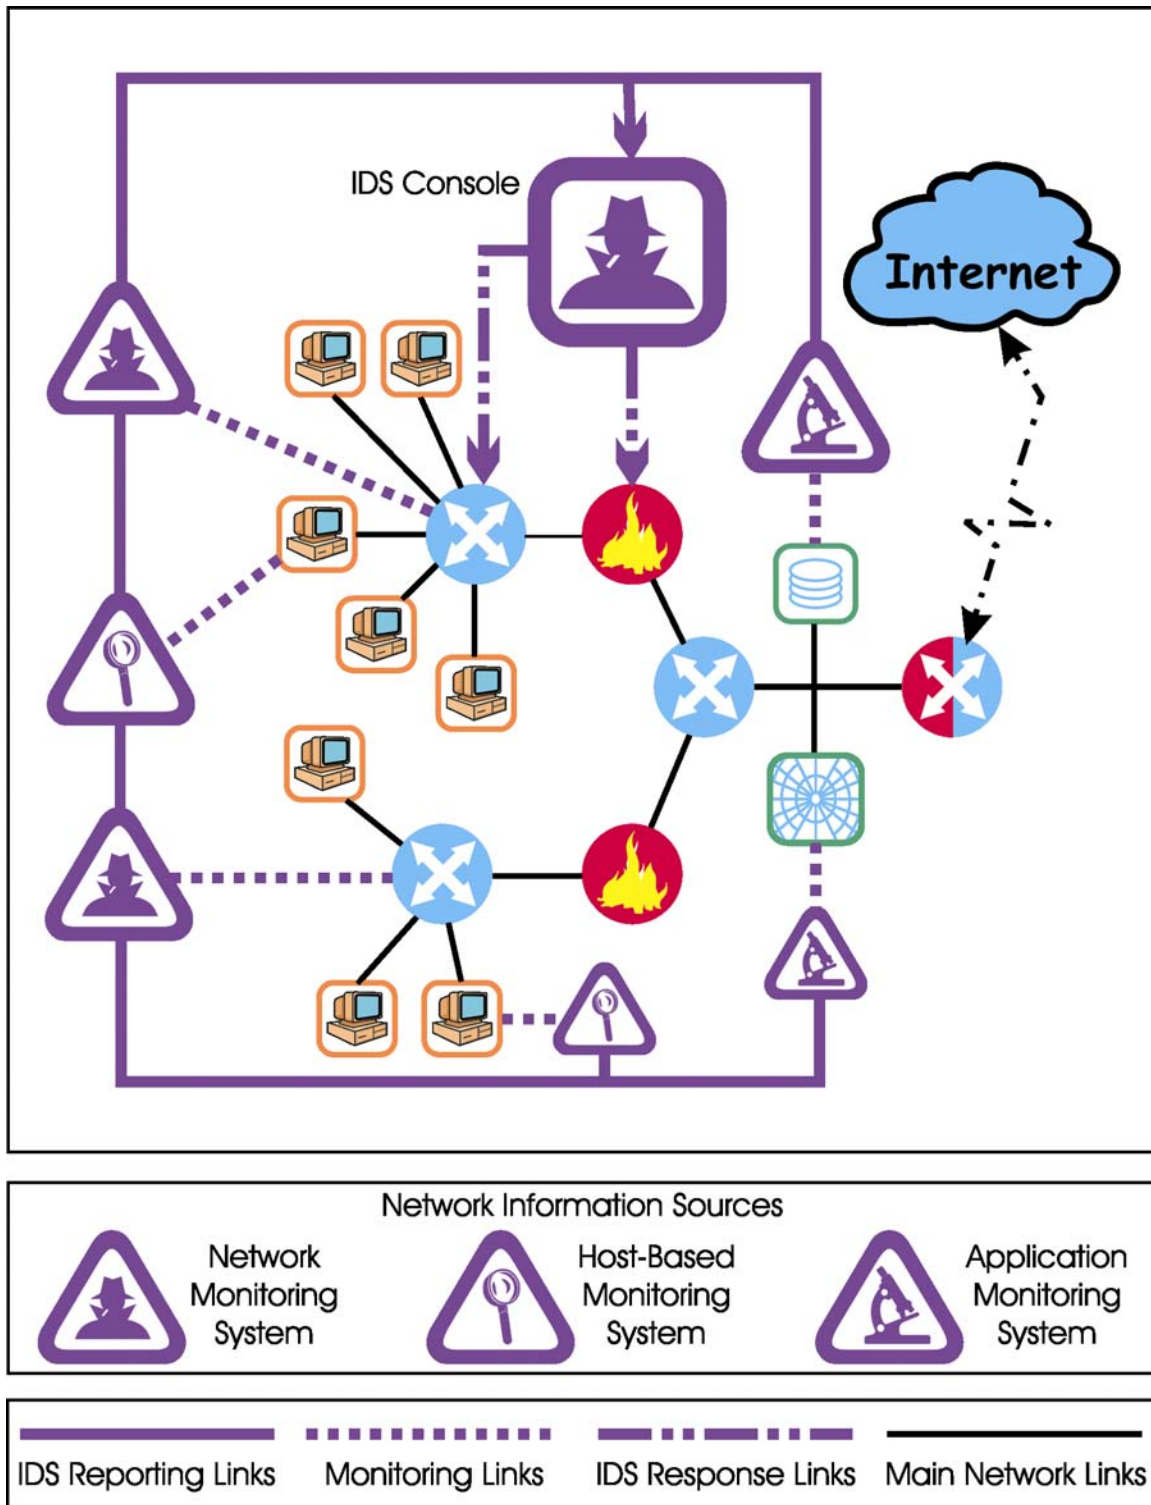 IDS Console
Internet
Network Information Sources
Network
Monitoring
System
Host-Based
Monitoring
System
Application
Monitoring
System
IDS Reporting Links
Monitoring Links
IDS Response Links
Main Network Links